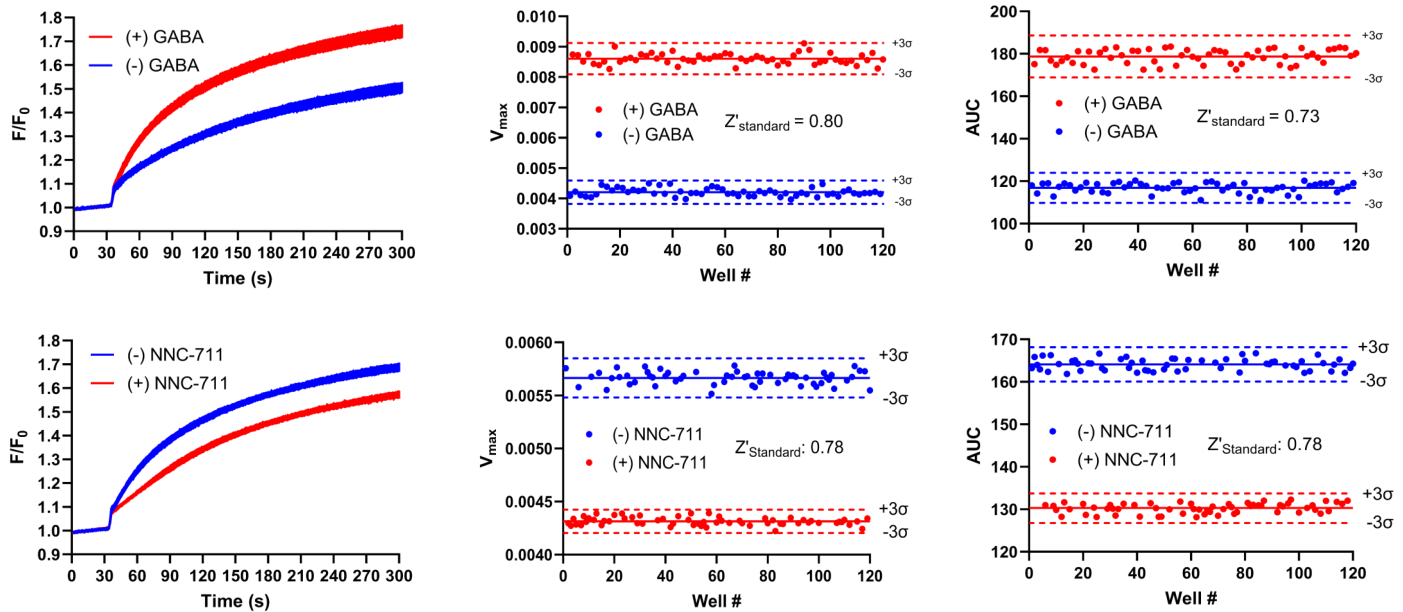 1.8
1.7
1.6
1.5
1.4
1.3
1.2
1.1
1.0
0.9
F/F0
(+) GABA
(-) GABA
0 30 60 90 120 150 180 210 240 270 300
Time (s)
0.010
0.009
0.008
0.007
0.006
0.005
0.004
0.003
Vmax
+3σ
-3σ
(+) GABA
(-) GABA
Z'standard = 0.80
+3σ
-3σ
0 20 40 60 80 100 120
Well #
200
180
160
140
120
100
AUC
+3σ
-3σ
(+) GABA
(-) GABA
Z'standard = 0.73
+3σ
-3σ
0 20 40 60 80 100 120
Well #
1.8
1.7
1.6
1.5
1.4
1.3
1.2
1.1
1.0
0.9
F/F0
(-) NNC-711
(+) NNC-711
0 30 60 90 120 150 180 210 240 270 300
Time (s)
0.0060
0.0055
0.0050
0.0045
0.0040
Vmax
+3σ
-3σ
(-) NNC-711
(+) NNC-711
Z'Standard: 0.78
+3σ
-3σ
0 20 40 60 80 100 120
Well #
170
160
150
140
130
120
AUC
+3σ
-3σ
(-) NNC-711
(+) NNC-711
Z'Standard: 0.78
+3σ
-3σ
0 20 40 60 80 100 120
Well #